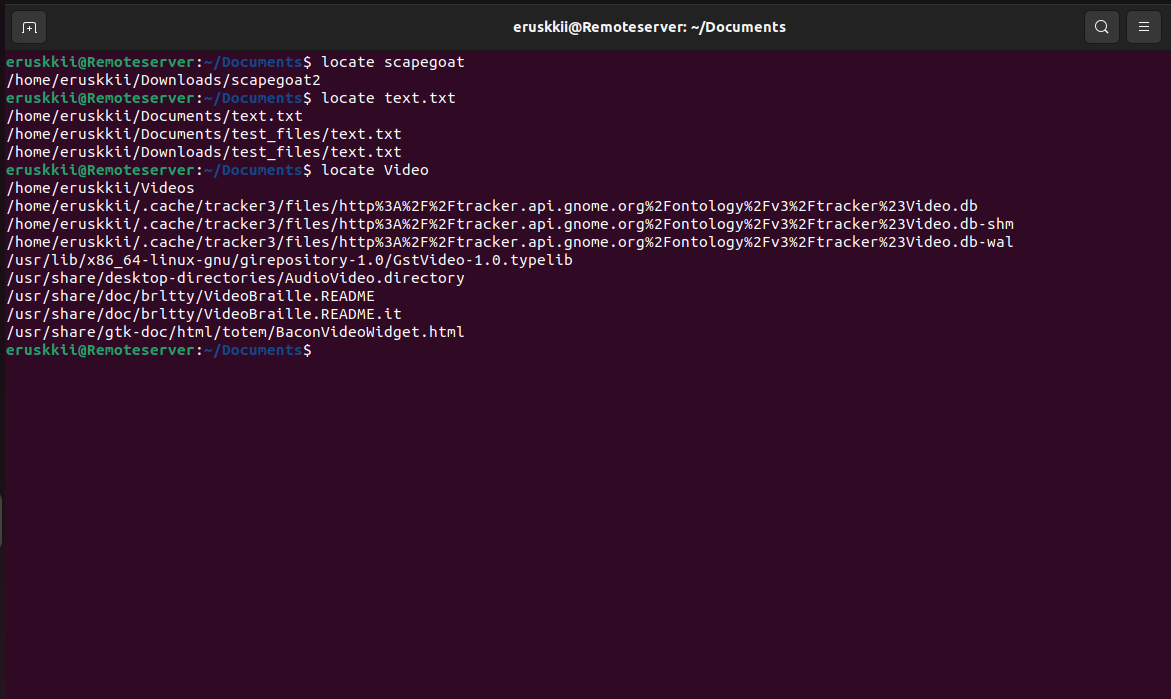 eruskkii@Remoteserver: ~/Documents
eruskkii@Remoteserver:~/Documents$ locate scapegoat
/home/eruskkii/Downloads/scapegoat2
eruskkii@Remoteserver:~/Documents$ locate text.txt
/home/eruskkii/Documents/text.txt
/home/eruskkii/Documents/test_files/text.txt
/home/eruskkii/Downloads/test_files/text.txt
eruskkii@Remoteserver:~/Documents$ locate Video
/home/eruskkii/Videos
/home/eruskkii/.cache/tracker3/files/http%3A%2F%2Ftracker.api.gnome.org%2Fontology%2Fv3%2Ftracker%23Video.db
/home/eruskkii/.cache/tracker3/files/http%3A%2F%2Ftracker.api.gnome.org%2Fontology%2Fv3%2Ftracker%23Video.db-shm
/home/eruskkii/.cache/tracker3/files/http%3A%2F%2Ftracker.api.gnome.org%2Fontology%2Fv3%2Ftracker%23Video.db-wal
/usr/lib/x86_64-linux-gnu/girepository-1.0/GstVideo-1.0.typelib
/usr/share/desktop-directories/AudioVideo.directory
/usr/share/doc/brltty/VideoBraille.README
/usr/share/doc/brltty/VideoBraille.README.it
/usr/share/gtk-doc/html/totem/BaconVideoWidget.html
eruskkii@Remoteserver:~/Documents$